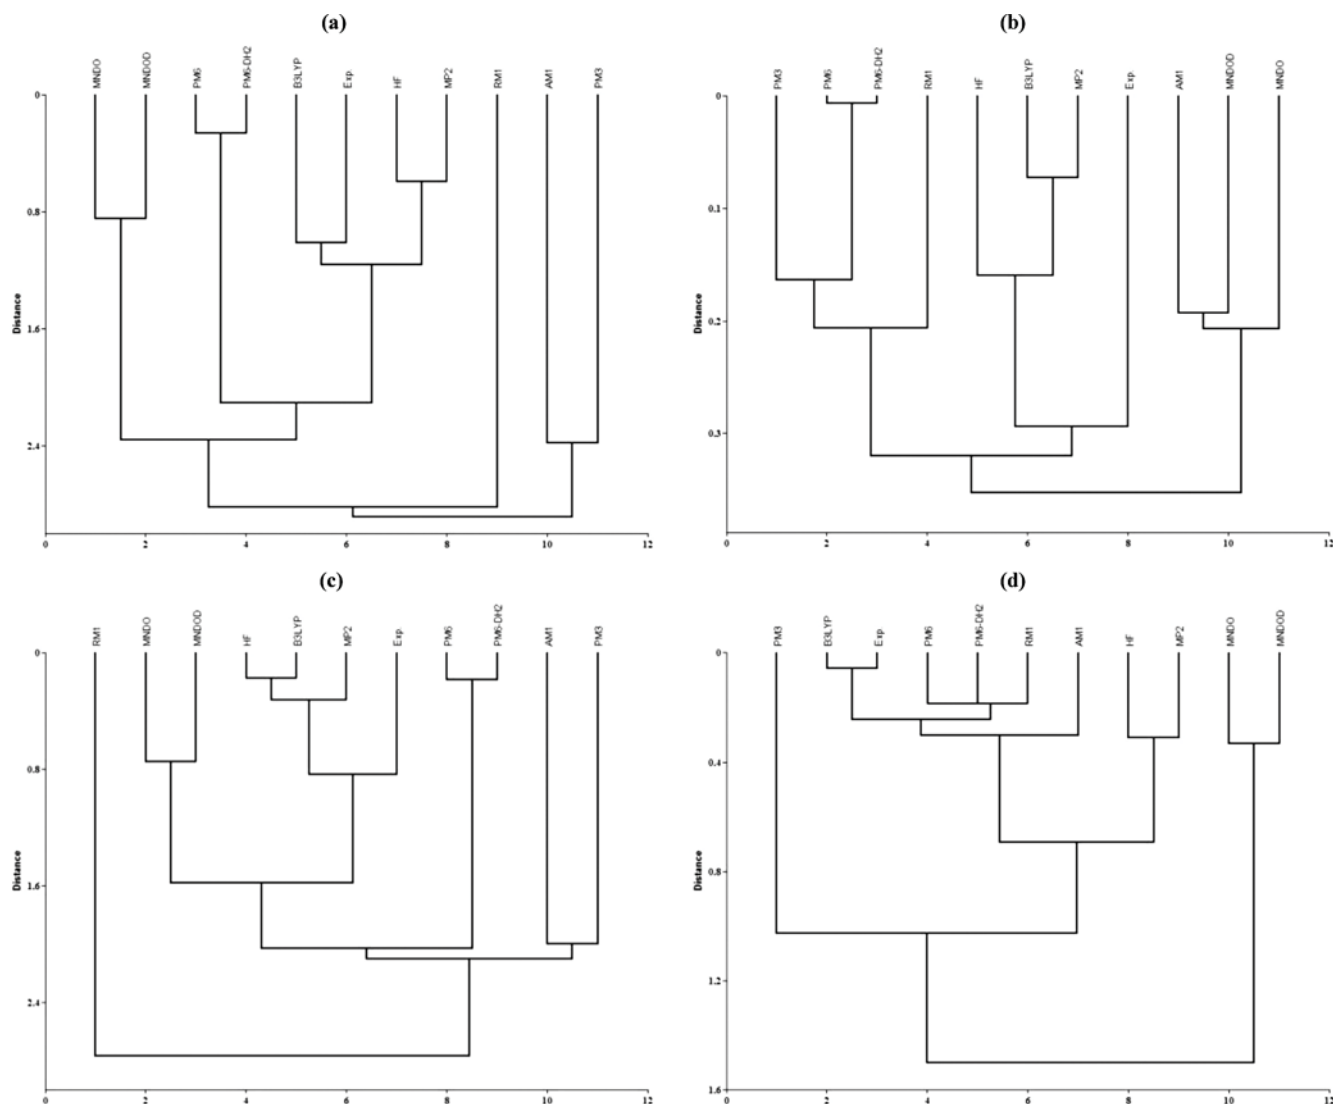 (a)
MNDO MNDOD PM6 PM6-DH2 B3LYP Exp. HF MP2 RM1 AM1 PM3
0
0.8
1.6
2.4
Distance
0 2 4 6 8 10 12
(b)
PM3 PM6 PM6-DH2 RM1 HF B3LYP MP2 Exp. AM1 MNDOD MNDO
0
0.1
0.2
0.3
Distance
0 2 4 6 8 10 12
(c)
RM1 MNDO MNDOD HF B3LYP MP2 Exp. PM6 PM6-DH2 AM1 PM3
0
0.8
1.6
2.4
Distance
0 2 4 6 8 10 12
(d)
PM3 B3LYP Exp. PM6 PM6-DH2 RM1 AM1 HF MP2 MNDO MNDOD
0
0.4
0.8
1.2
1.6
Distance
0 2 4 6 8 10 12